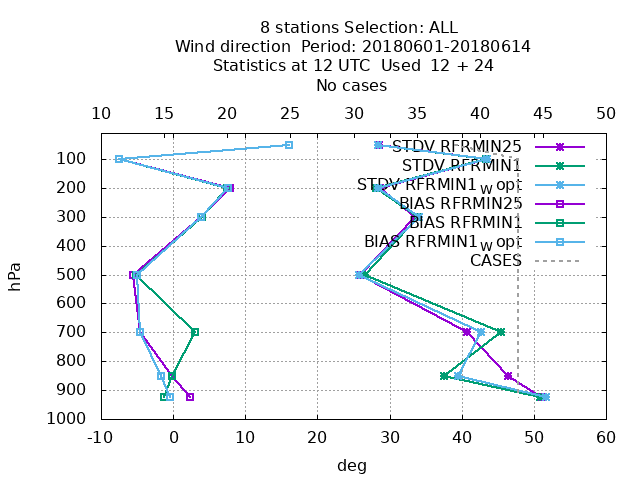 8 stations Selection: ALL
Wind direction  Period: 20180601-20180614
Statistics at 12 UTC  Used  12 + 24
No cases
10 15 20 25 30 35 40 45 50
STDV RFRMIN25
STDV RFRMIN1
STDV RFRMIN1_W opt
BIAS RFRMIN25
BIAS RFRMIN1
BIAS RFRMIN1_W opt
CASES
hPa
100
200
300
400
500
600
700
800
900
1000
-10 0 10 20 30 40 50 60
deg